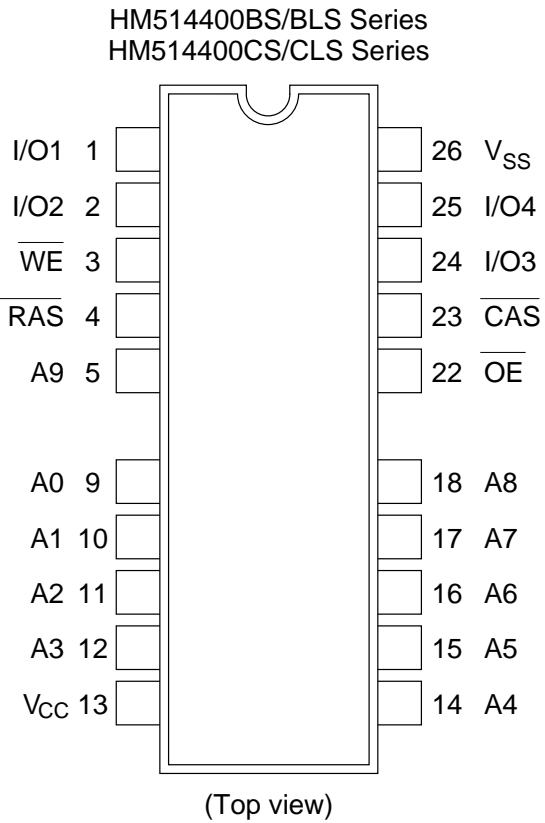 HM514400BS/BLS Series
HM514400CS/CLS Series
I/O1 1 26 VSS
I/O2 2 25 I/O4
WE 3 24 I/O3
RAS 4 23 CAS
A9 5 22 OE
A0 9 18 A8
A1 10 17 A7
A2 11 16 A6
A3 12 15 A5
VCC 13 14 A4
(Top view)